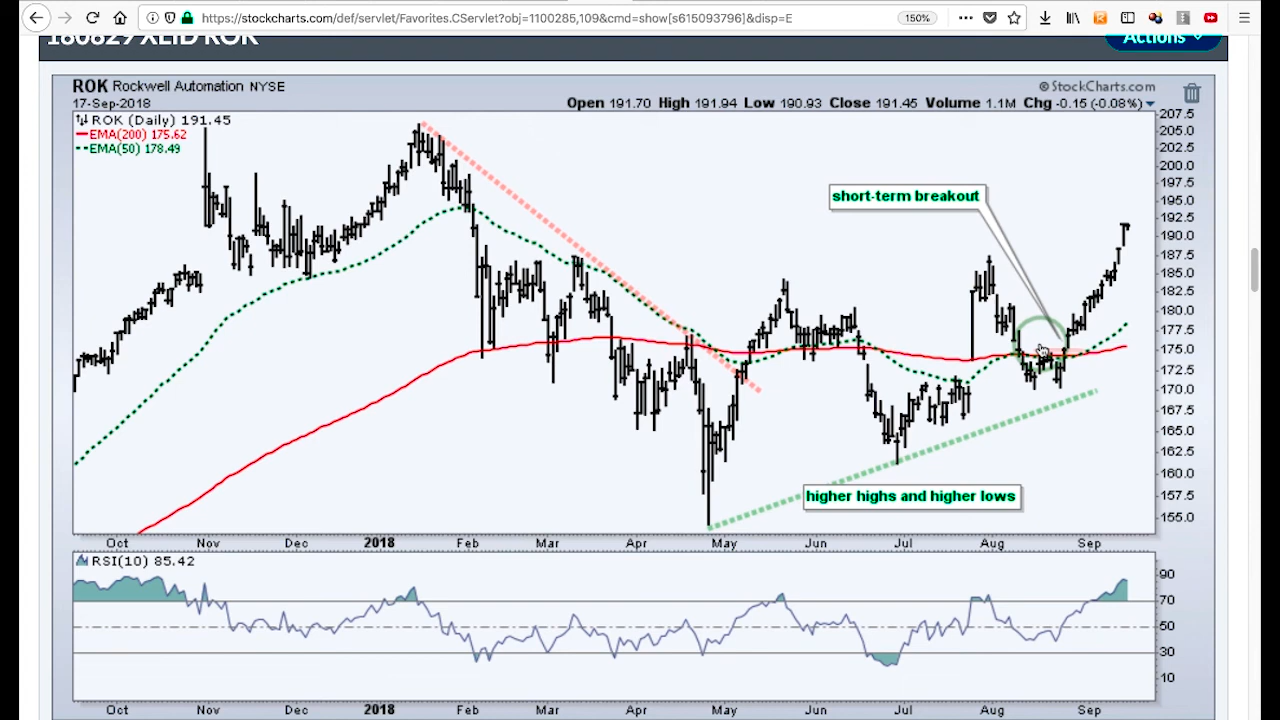 https://stockcharts.com/def/servlet/Favorites.CServlet?obj=1100285,109&cmd=show[s615093796]&disp=E
150%
160829 XLID ROK
Actions
ROK Rockwell Automation NYSE
© StockCharts.com
17-Sep-2018
Open 191.70 High 191.94 Low 190.93 Close 191.45 Volume 1.1M Chg -0.15 (-0.08%)
ROK (Daily) 191.45
EMA(200) 175.62
EMA(50) 178.49
207.5
205.0
202.5
200.0
197.5
195.0
192.5
190.0
187.5
185.0
182.5
180.0
177.5
175.0
172.5
170.0
167.5
165.0
162.5
160.0
157.5
155.0
short-term breakout
higher highs and higher lows
Oct Nov Dec 2018 Feb Mar Apr May Jun Jul Aug Sep
RSI(10) 85.42
90
70
50
30
10
Oct Nov Dec 2018 Feb Mar Apr May Jun Jul Aug Sep